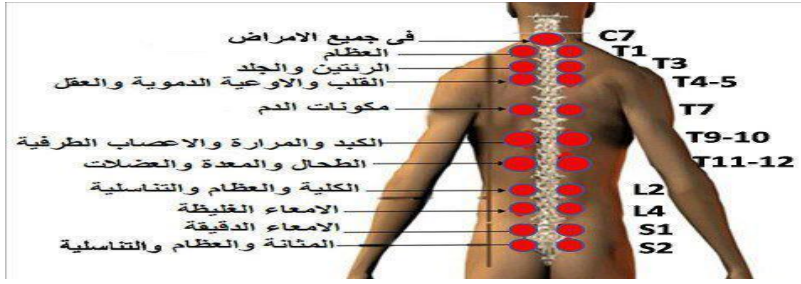 فى جميع الامراض C7
العظام T1
الرئتين والجلد T3
القلب والاوعية الدموية والعقل T4-5
مكونات الدم T7
الكبد والمرارة والاعصاب الطرفية T9-10
الطحال والمعدة والعضلات T11-12
الكلية والعظام والتناسلية L2
الامعاء الغليظة L4
الامعاء الدقيقة S1
المثانة والعظام والتناسلية S2